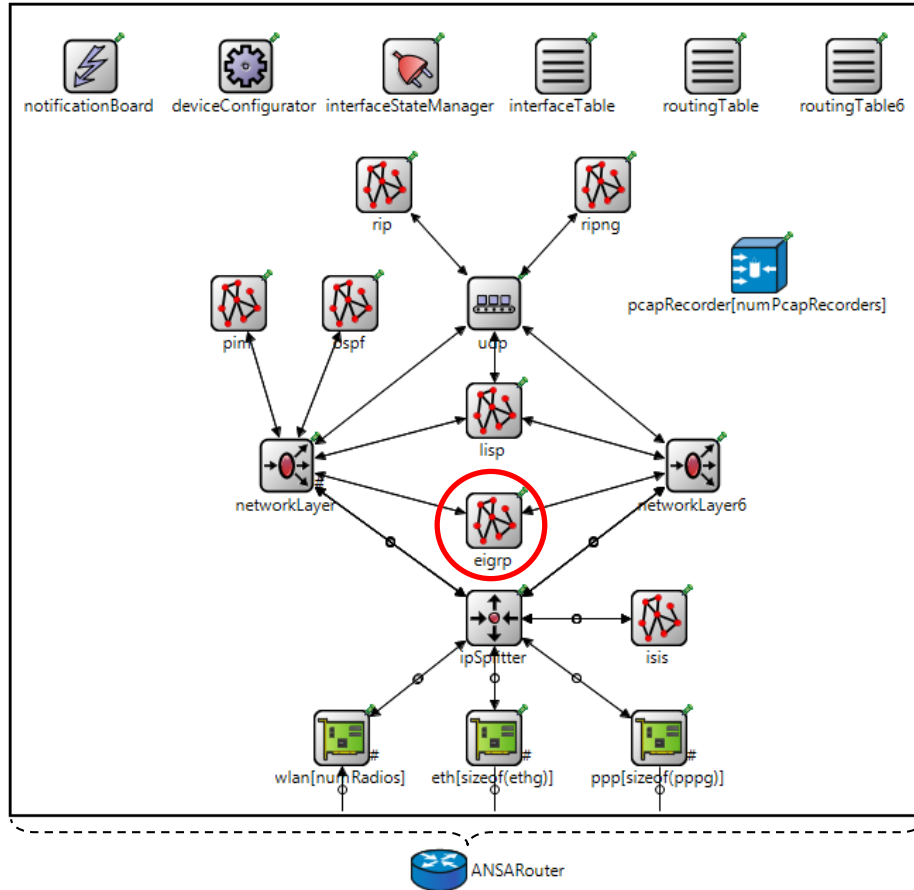 notificationBoard
deviceConfigurator
interfaceStateManager
interfaceTable
routingTable
routingTable6
rip
ripng
pcapRecorder[numPcapRecorders]
pim
ospf
udp
lisp
#
networkLayer
networkLayer6
eigrp
ipSplitter
isis
#
#
#
wlan[numRadios]
eth[sizeof(ethg)]
ppp[sizeof(pppg)]
ANSARouter